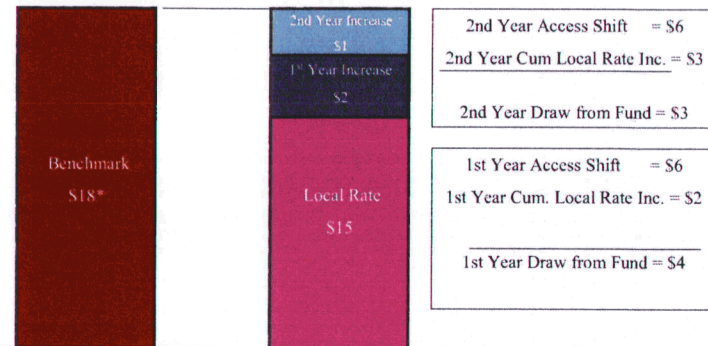 Benchmark
$18*
2nd Year Increase
$1
1st Year Increase
$2
Local Rate
$15
2nd Year Access Shift = $6
2nd Year Cum Local Rate Inc. = $3
2nd Year Draw from Fund = $3
1st Year Access Shift = $6
1st Year Cum. Local Rate Inc. = $2
1st Year Draw from Fund = $4